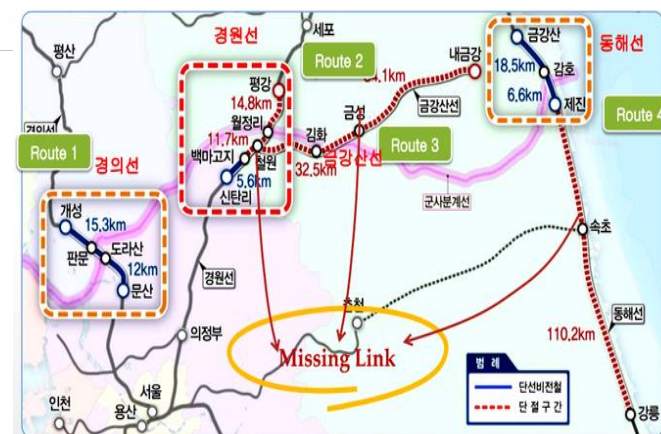 평산
세포
경원선
Route 2
내금강
금강산
동해선
18.5km
감호
6.6km
제진
Route 4
평강
14.8km
월정리
금성
금강산선
경의선
Route 1
경의선
11.7km
백마고지
철원
김화
Route 3
금강산선
32.5km
5.6km
신탄리
군사분계선
개성
15.3km
판문
도라산
12km
문산
경원선
속초
춘천
의정부
Missing Link
동해선
110.2km
범 례
단선비전철
단 절 구 간
서울
인천
용산
강릉